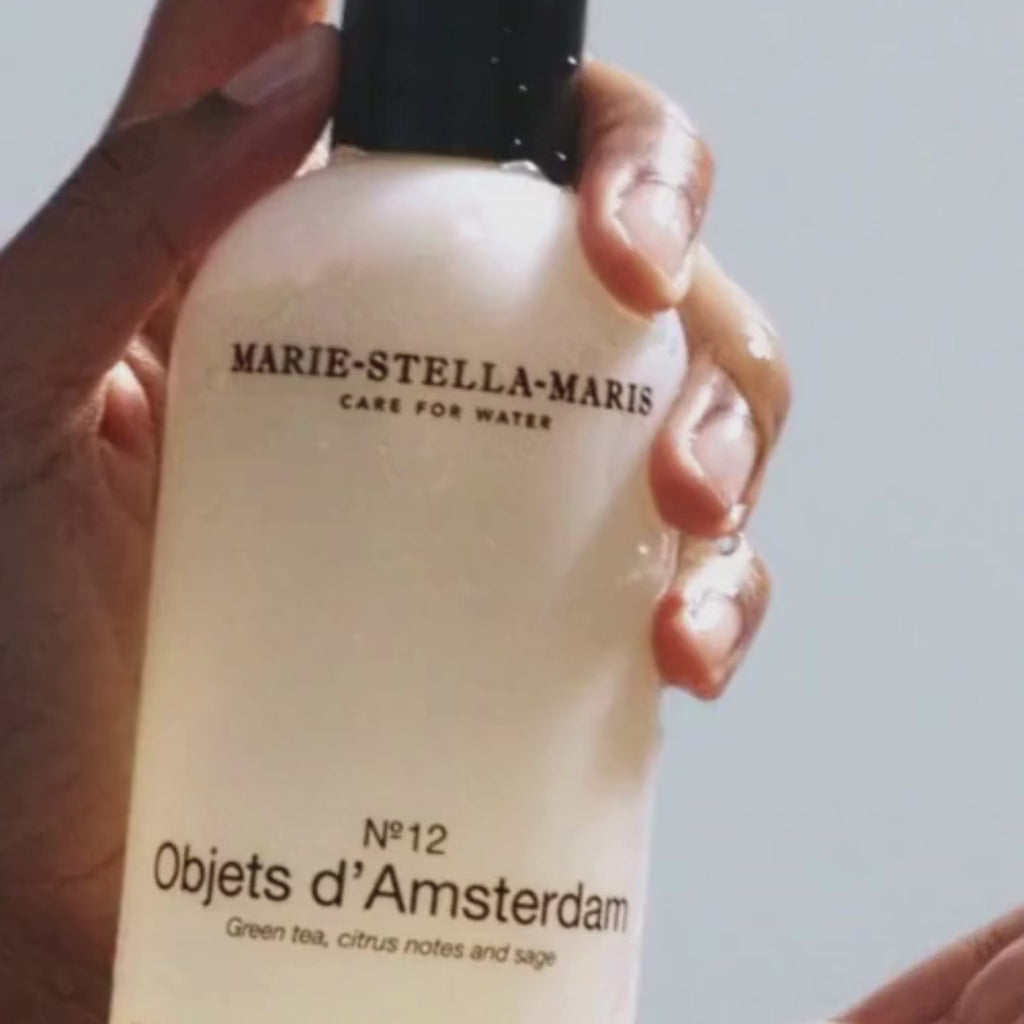 MARIE-STELLA-MARIS
CARE FOR WATER
Nº12
Objets d’Amsterdam
Green tea, citrus notes and sage